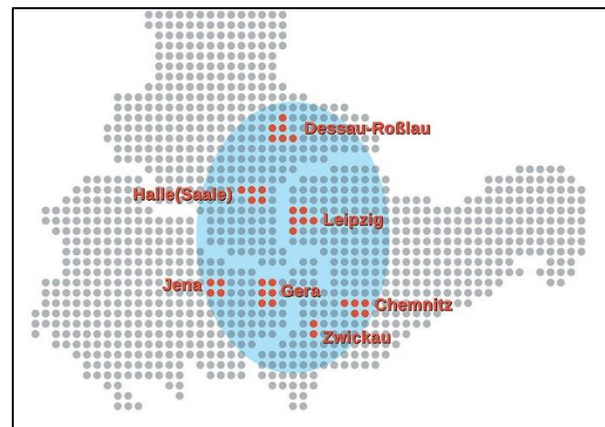 Dessau-Roßlau
Halle(Saale)
Leipzig
Jena
Gera
Chemnitz
Zwickau